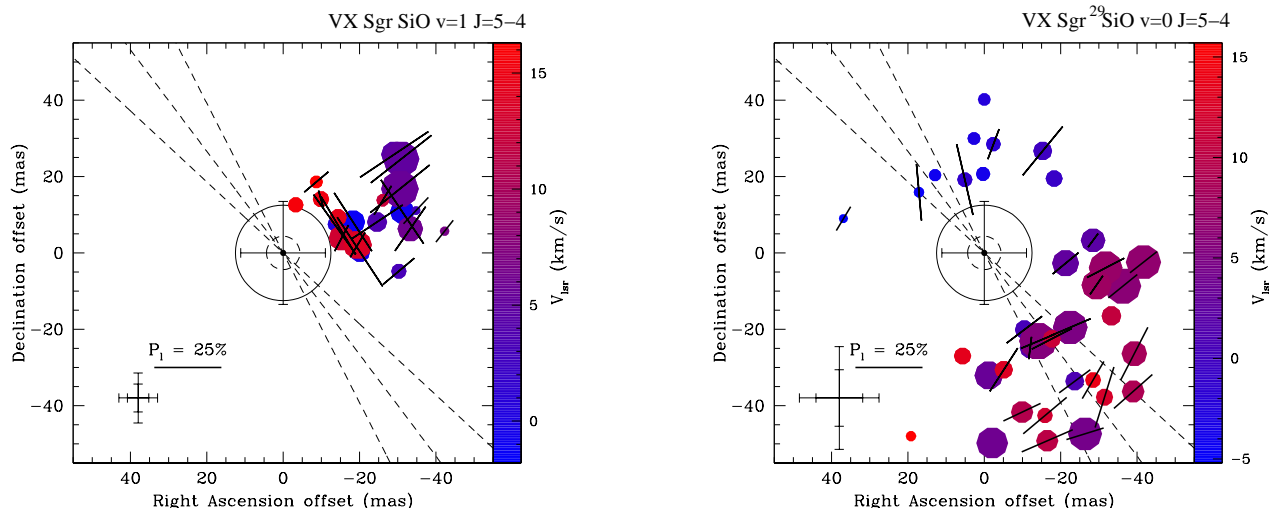 VX Sgr SiO v=1 J=5−4
40
20
0
−20
−40
Declination offset (mas)
P₁ = 25%
40
20
0
−20
−40
Right Ascension offset (mas)
15
10
5
0
V_lsr (km/s)
VX Sgr ²⁹SiO v=0 J=5−4
40
20
0
−20
−40
Declination offset (mas)
P₁ = 25%
40
20
0
−20
−40
Right Ascension offset (mas)
15
10
5
0
−5
V_lsr (km/s)